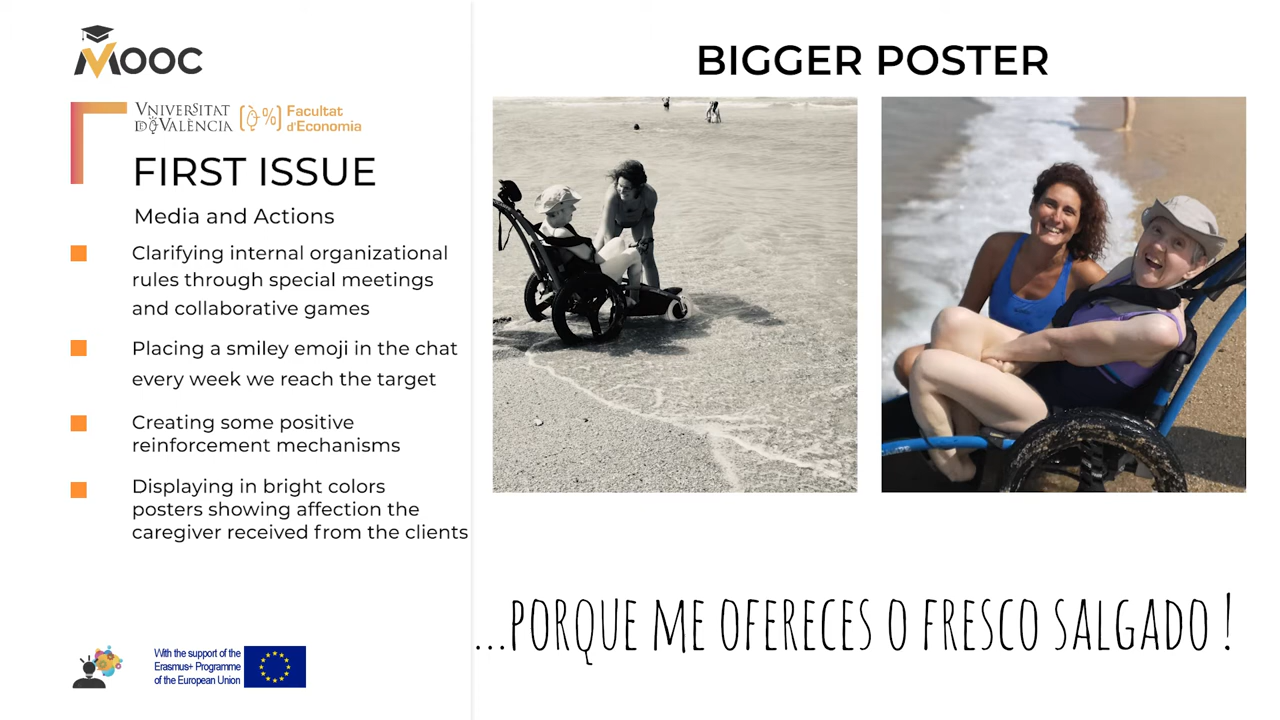 MOOC
VNIVERSITAT
DE VALÈNCIA
Facultat
d'Economia
FIRST ISSUE
Media and Actions
Clarifying internal organizational
rules through special meetings
and collaborative games
Placing a smiley emoji in the chat
every week we reach the target
Creating some positive
reinforcement mechanisms
Displaying in bright colors
posters showing affection the
caregiver received from the clients
With the support of the
Erasmus+ Programme
of the European Union
BIGGER POSTER
...PORQUE ME OFERECES O FRESCO SALGADO !